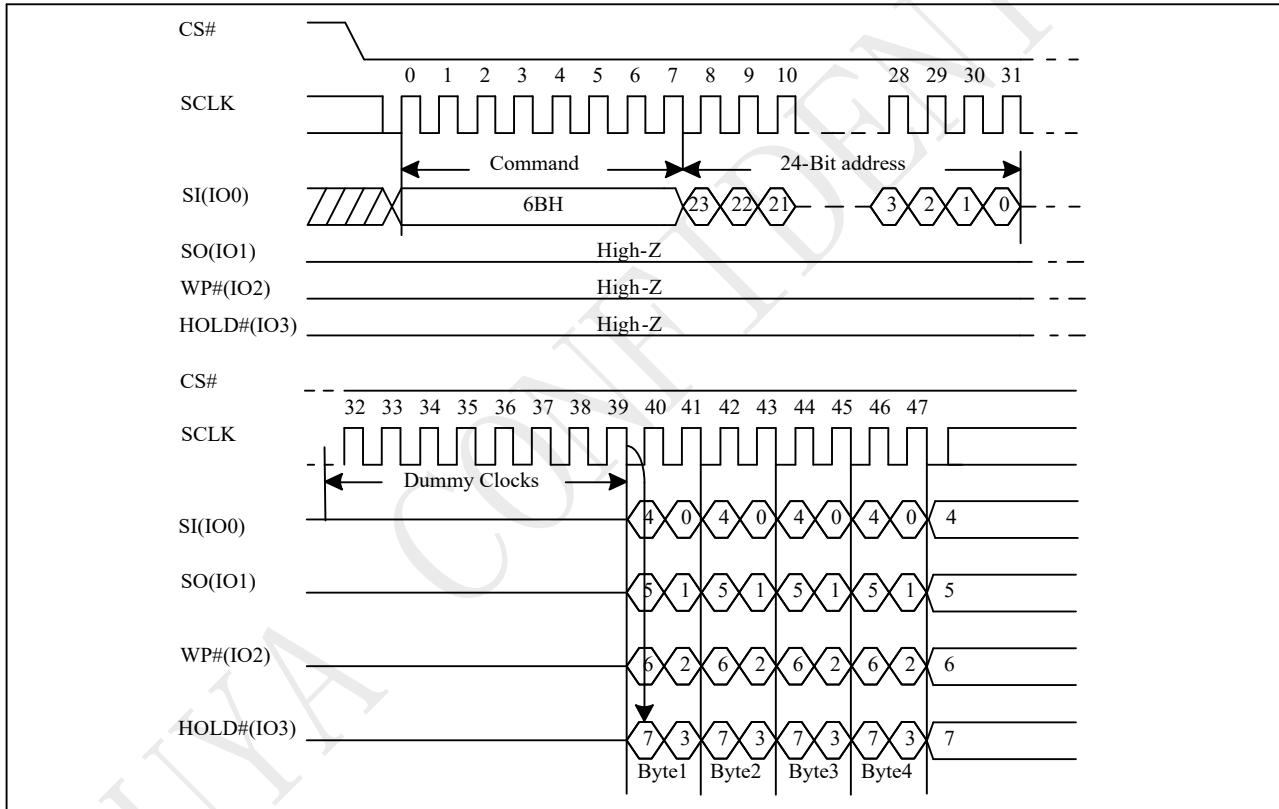 CS#
0 1 2 3 4 5 6 7 8 9 10 28 29 30 31
SCLK
Command 24-Bit address
SI(IO0) 6BH 23 22 21 3 2 1 0
SO(IO1) High-Z
WP#(IO2) High-Z
HOLD#(IO3) High-Z
CS#
32 33 34 35 36 37 38 39 40 41 42 43 44 45 46 47
SCLK
Dummy Clocks
SI(IO0) 4 0 4 0 4 0 4 0 4
SO(IO1) 5 1 5 1 5 1 5 1 5
WP#(IO2) 6 2 6 2 6 2 6 2 6
HOLD#(IO3) 7 3 7 3 7 3 7 3 7
Byte1 Byte2 Byte3 Byte4
UYA CONFIDENT